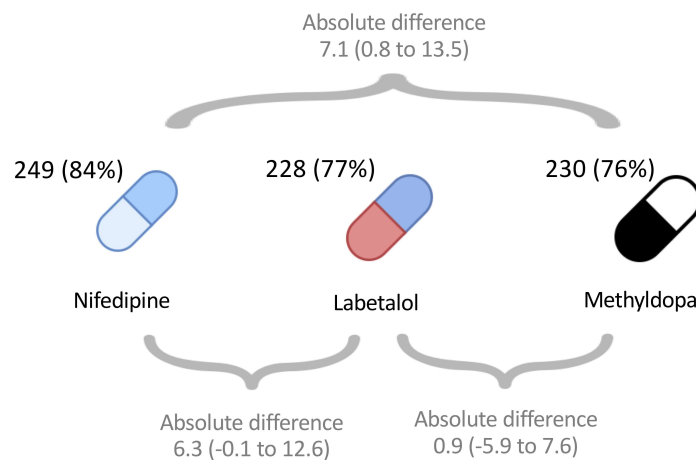 Absolute difference
7.1 (0.8 to 13.5)
249 (84%)
228 (77%)
230 (76%)
Nifedipine
Labetalol
Methyldopa
Absolute difference
6.3 (-0.1 to 12.6)
Absolute difference
0.9 (-5.9 to 7.6)